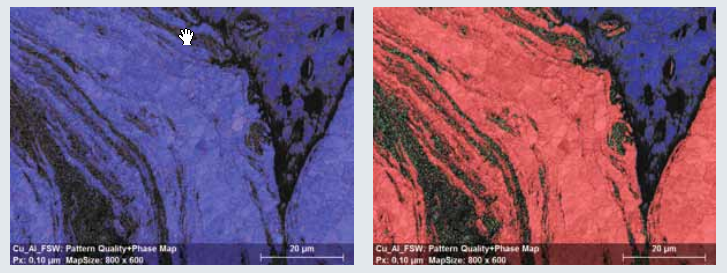 Cu_Al_FSW: Pattern Quality+Phase Map
Px: 0.10 µm MapSize: 800 x 600
20 µm
Cu_Al_FSW: Pattern Quality+Phase Map
Px: 0.10 µm MapSize: 800 x 600
20 µm